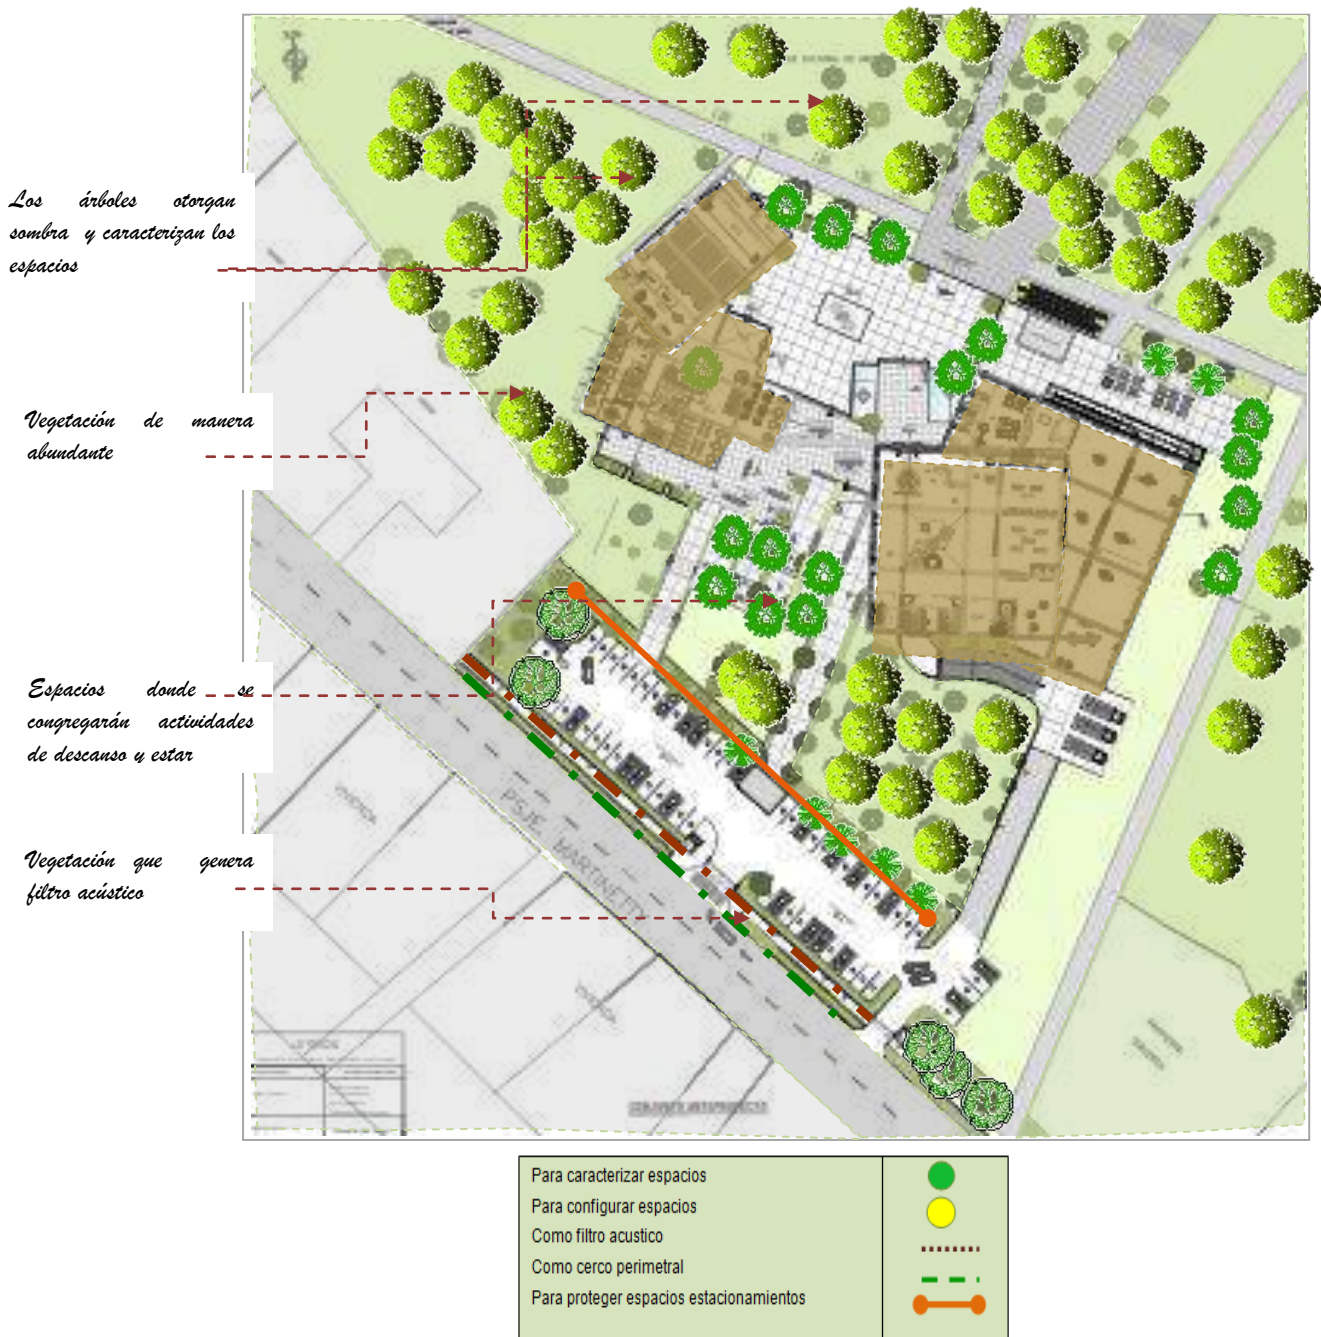 Los árboles otorgan
sombra y caracterizan los
espacios
Vegetación de manera
abundante
Espacios donde se
congregarán actividades
de descanso y estar
Vegetación que genera
filtro acústico
PSJE. MARTINETTI
VIVIENDA
VIVIENDA
Para caracterizar espacios
Para configurar espacios
Como filtro acustico
Como cerco perimetral
Para proteger espacios estacionamientos